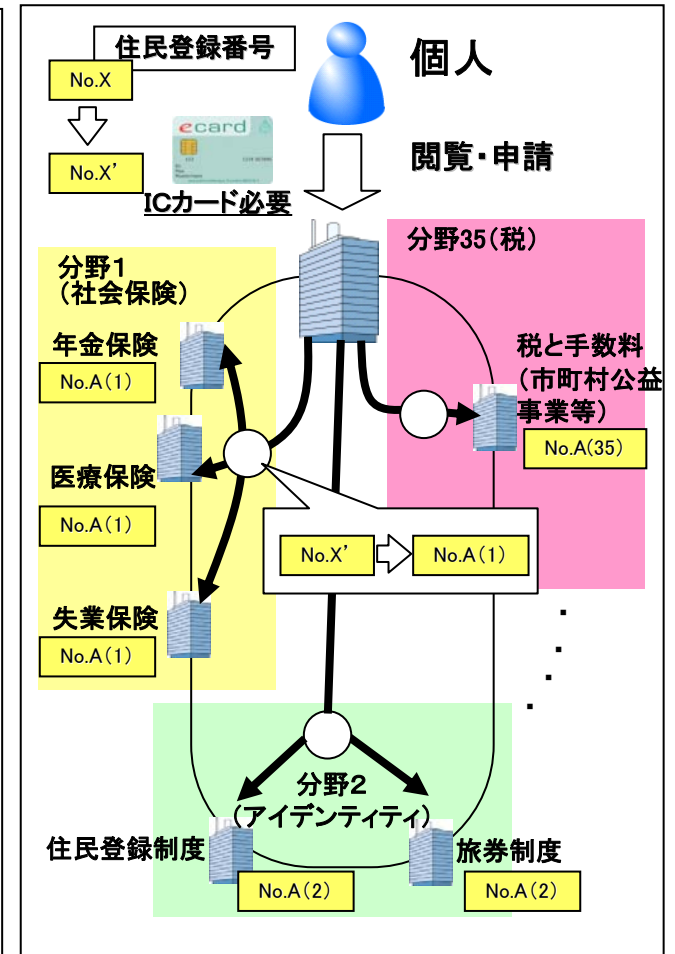 住民登録番号
No.X
No.X’
ecard
ICカード必要
個人
閲覧・申請
分野1
(社会保険)
年金保険
No.A(1)
医療保険
No.A(1)
失業保険
No.A(1)
分野35(税)
税と手数料
(市町村公益
事業等)
No.A(35)
No.X’
No.A(1)
分野2
(アイデンティティ)
住民登録制度
No.A(2)
旅券制度
No.A(2)